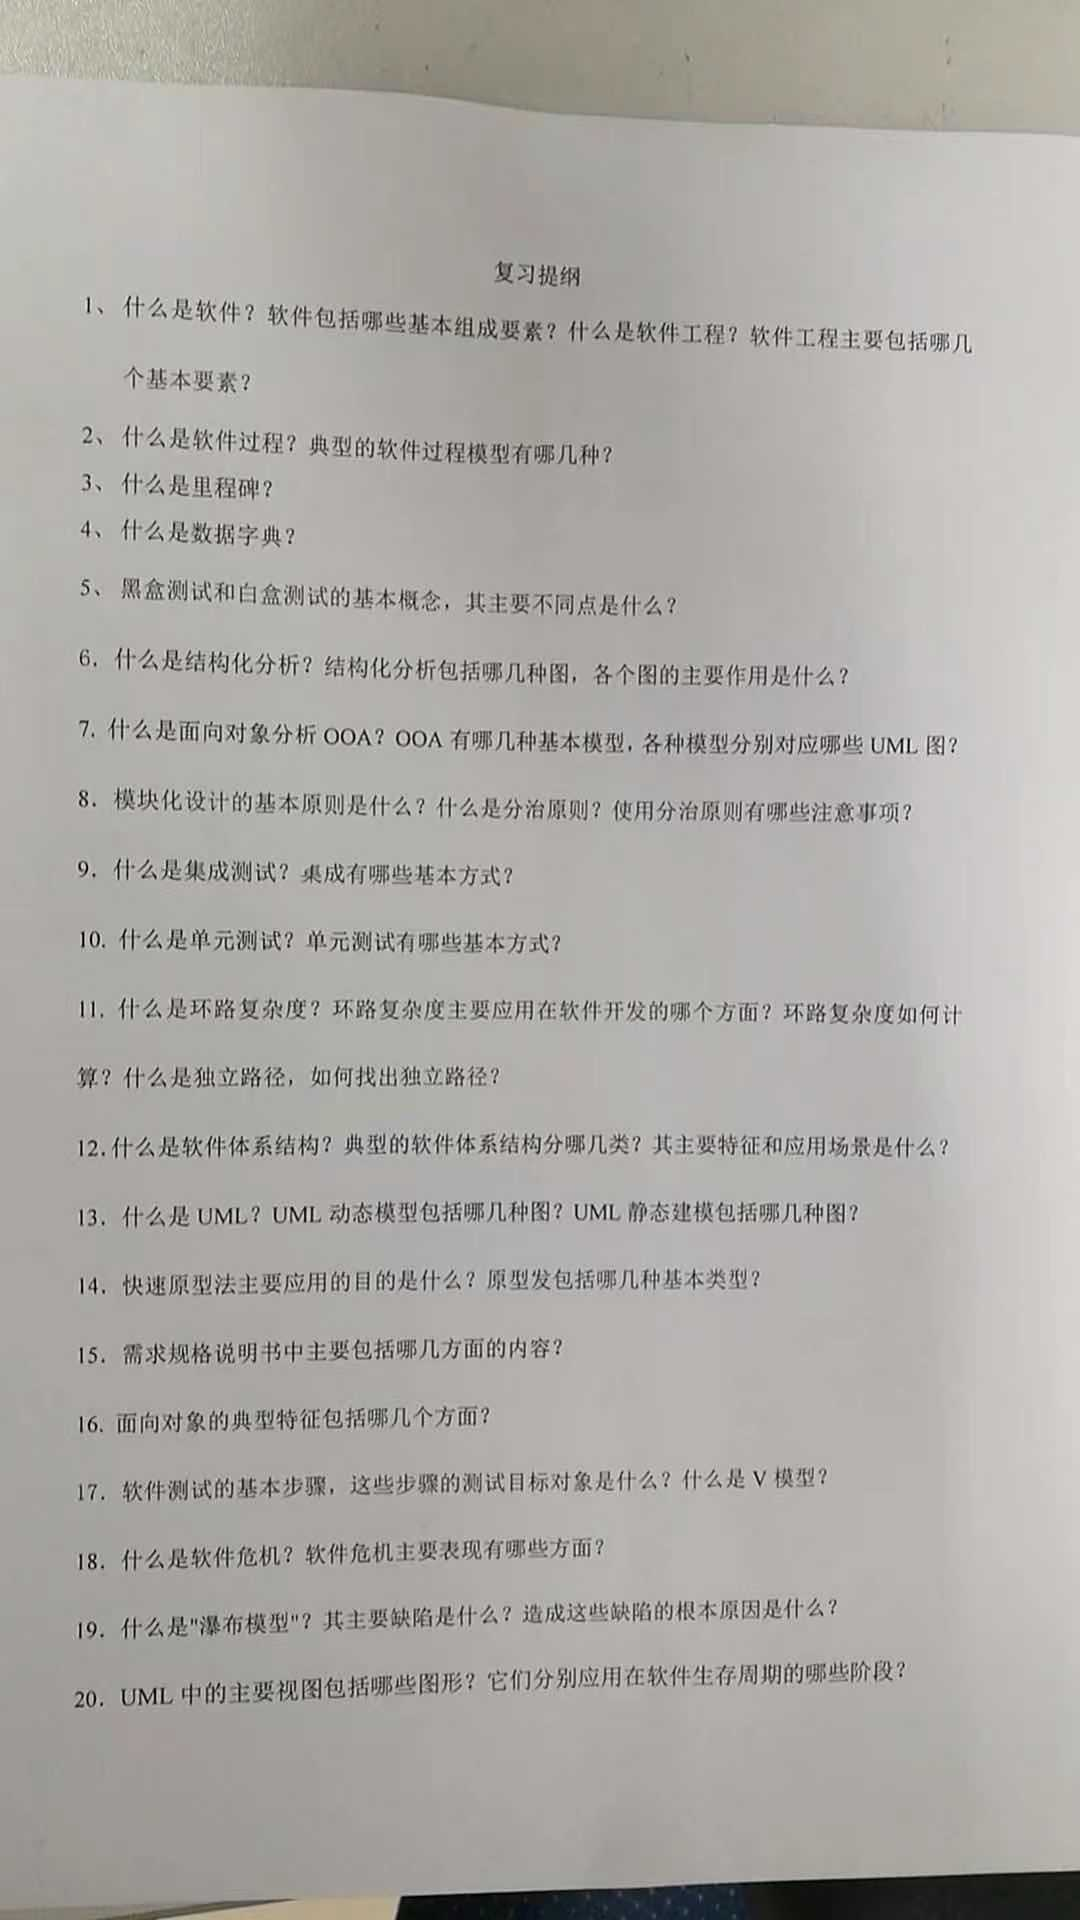 复习提纲
1、 什么是软件？软件包括哪些基本组成要素？什么是软件工程？软件工程主要包括哪几
个基本要素？
2、 什么是软件过程？典型的软件过程模型有哪几种？
3、 什么是里程碑？
4、 什么是数据字典？
5、 黑盒测试和白盒测试的基本概念，其主要不同点是什么？
6. 什么是结构化分析？结构化分析包括哪几种图，各个图的主要作用是什么？
7. 什么是面向对象分析 OOA？OOA 有哪几种基本模型，各种模型分别对应哪些 UML 图？
8. 模块化设计的基本原则是什么？什么是分治原则？使用分治原则有哪些注意事项？
9. 什么是集成测试？集成有哪些基本方式？
10. 什么是单元测试？单元测试有哪些基本方式？
11. 什么是环路复杂度？环路复杂度主要应用在软件开发的哪个方面？环路复杂度如何计
算？什么是独立路径，如何找出独立路径？
12. 什么是软件体系结构？典型的软件体系结构分哪几类？其主要特征和应用场景是什么？
13. 什么是 UML？UML 动态模型包括哪几种图？UML 静态建模包括哪几种图？
14. 快速原型法主要应用的目的是什么？原型发包括哪几种基本类型？
15. 需求规格说明书中主要包括哪几方面的内容？
16. 面向对象的典型特征包括哪几个方面？
17. 软件测试的基本步骤，这些步骤的测试目标对象是什么？什么是 V 模型？
18. 什么是软件危机？软件危机主要表现有哪些方面？
19. 什么是"瀑布模型"？其主要缺陷是什么？造成这些缺陷的根本原因是什么？
20. UML 中的主要视图包括哪些图形？它们分别应用在软件生存周期的哪些阶段？